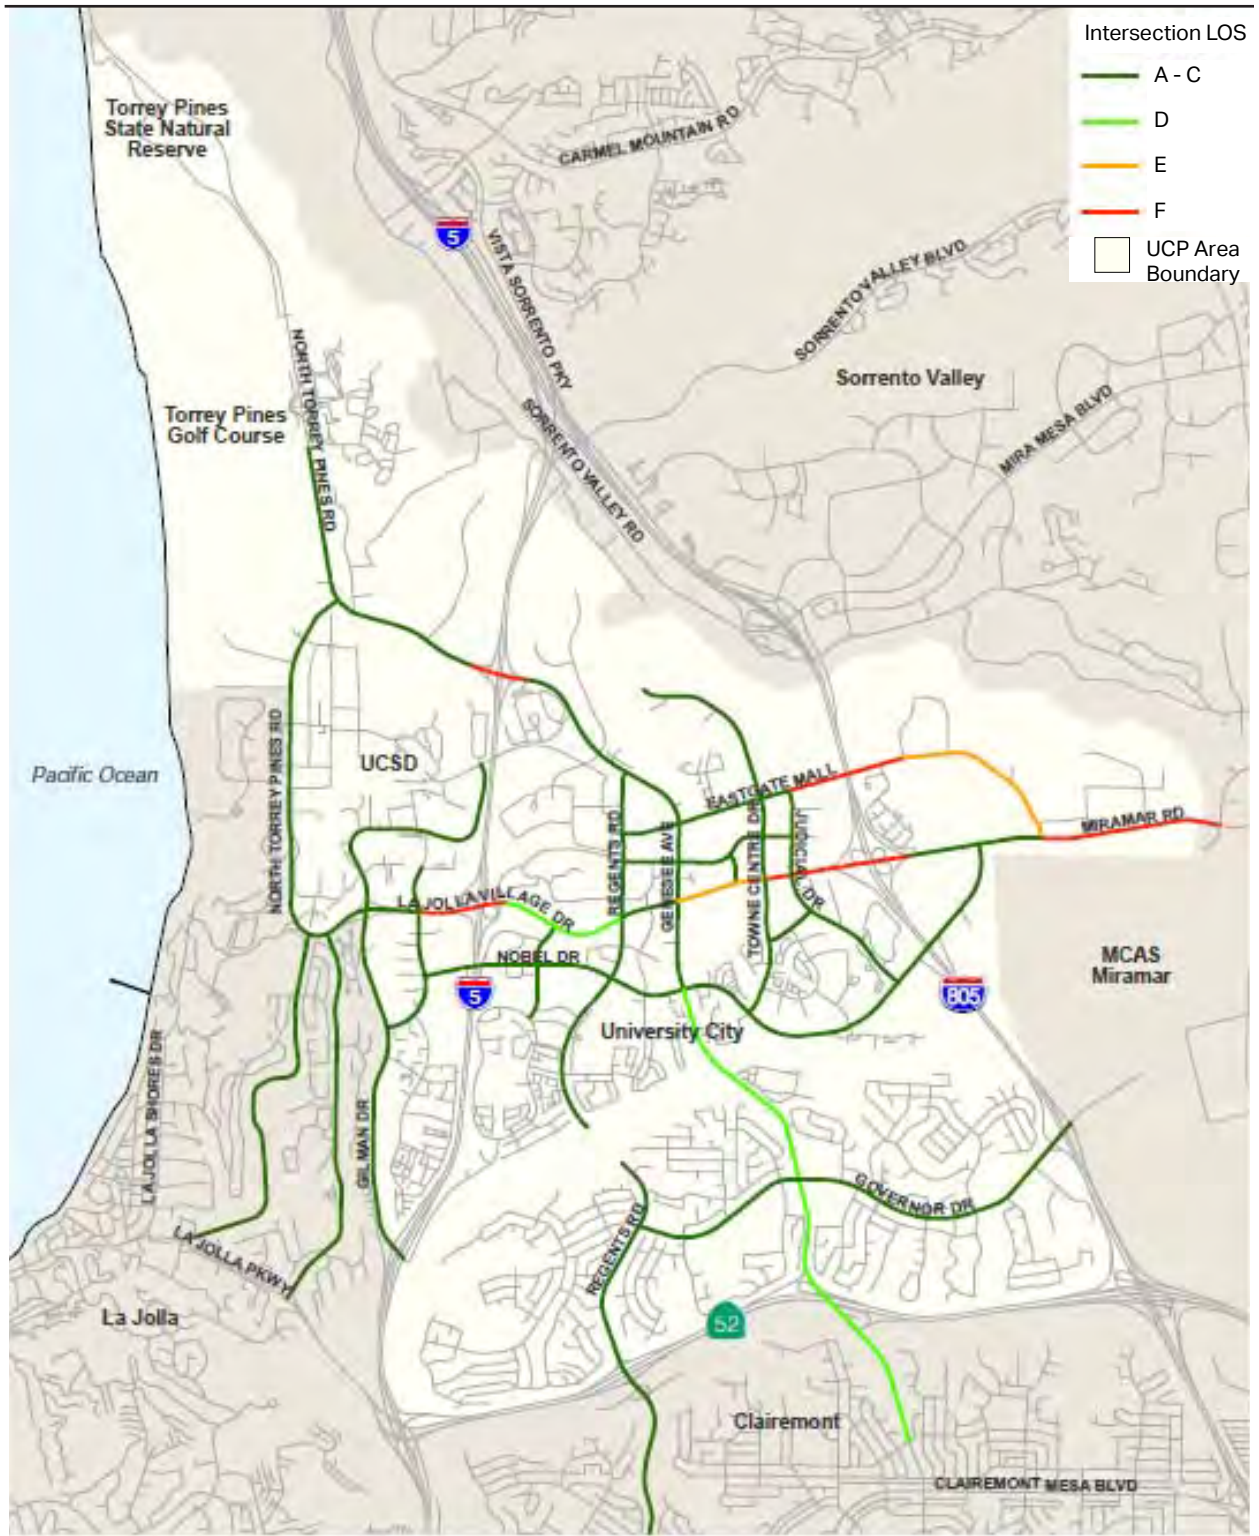 Intersection LOS
A - C
D
E
F
UCP Area
Boundary
Torrey Pines
State Natural
Reserve
CARMEL MOUNTAIN RD
5
VISTA SORRENTO PKY
SORRENTO VALLEY BLVD
NORTH TORREY PINES RD
Sorrento Valley
Torrey Pines
Golf Course
MIRA MESA BLVD
SORRENTO VALLEY RD
NORTH TORREY PINES RD
Pacific Ocean
UCSD
EASTGATE MALL
MIRAMAR RD
REGENTS RD
GENESEE AVE
TOWNE CENTRE DR
JUDICIAL DR
LA JOLLA VILLAGE DR
NOBEL DR
MCAS
Miramar
5
805
University City
LA JOLLA SHORES DR
GILMAN DR
GOVERNOR DR
REGENTS RD
LA JOLLA PKWY
La Jolla
52
Clairemont
CLAIREMONT MESA BLVD